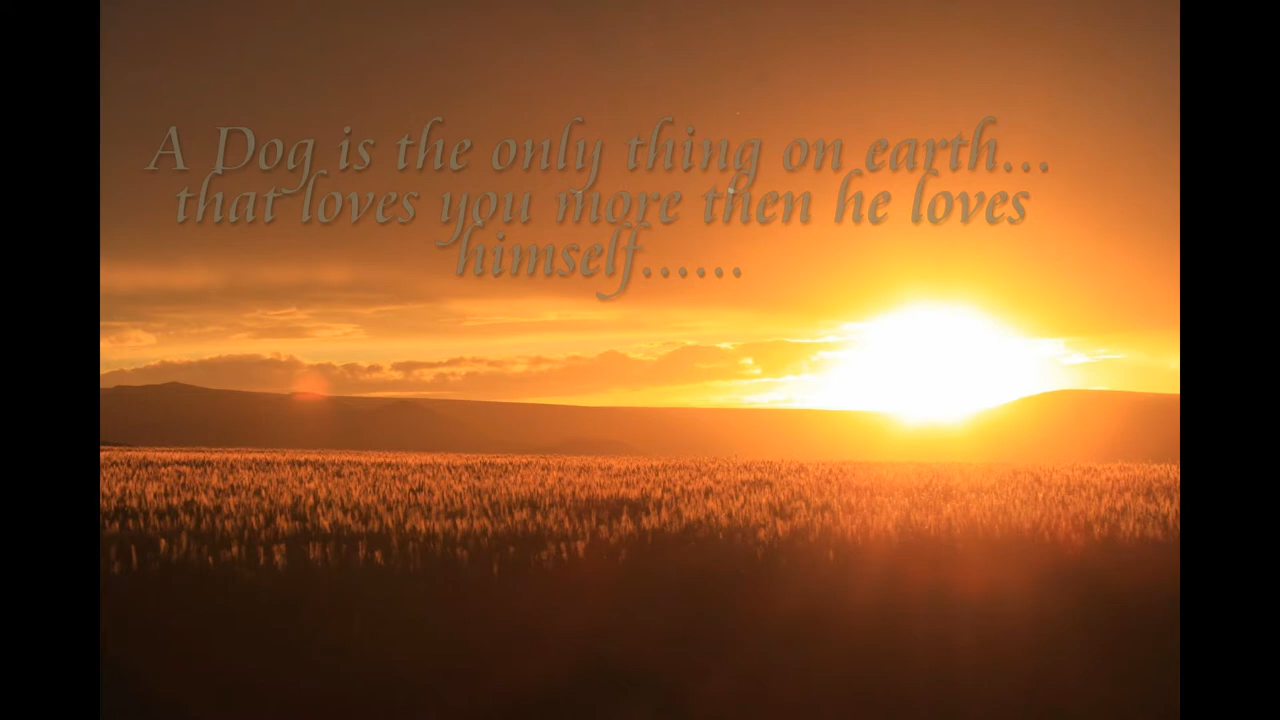 A Dog is the only thing on earth...
that loves you more then he loves
himself......